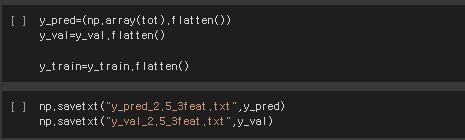 [ ] y_pred=(np.array(tot).flatten())
y_val=y_val.flatten()
y_train=y_train.flatten()
[ ] np.savetxt("y_pred_2.5_3feat.txt",y_pred)
np.savetxt("y_val_2.5_3feat.txt",y_val)